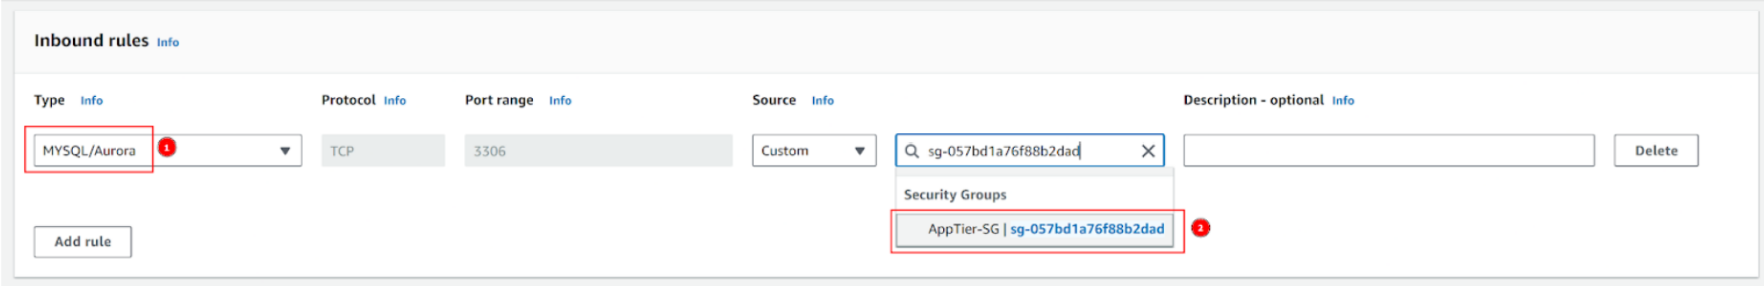 Inbound rules Info
Type Info Protocol Info Port range Info Source Info Description - optional Info
MYSQL/Aurora 1 TCP 3306 Custom sg-057bd1a76f88b2dad Delete
Security Groups
AppTier-SG | sg-057bd1a76f88b2dad 2
Add rule